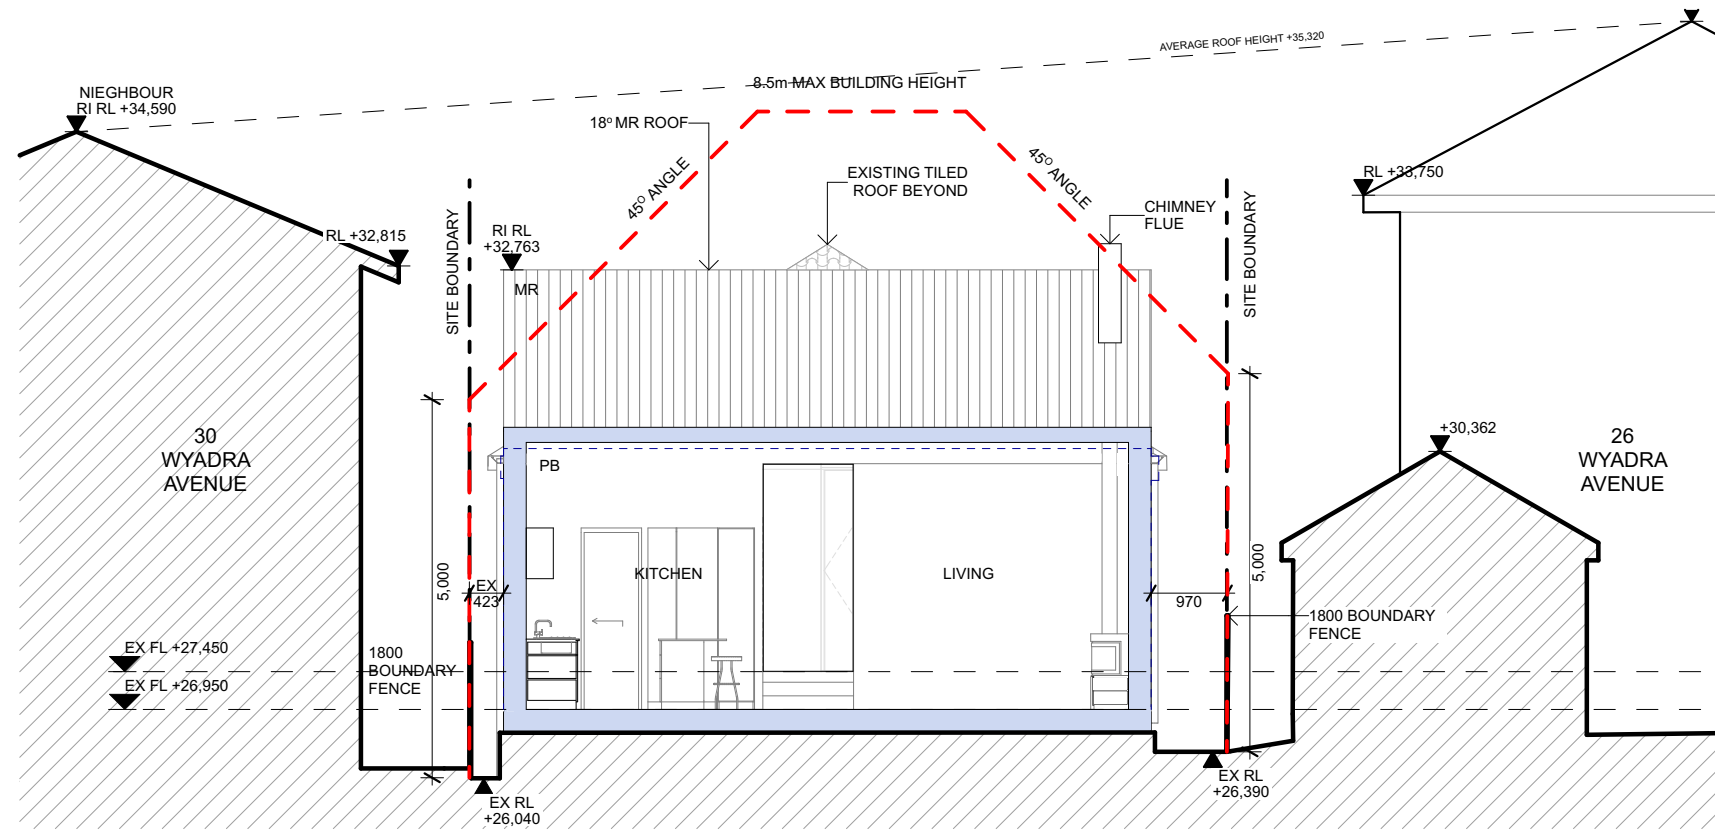 AVERAGE ROOF HEIGHT +35,320
8.5m MAX BUILDING HEIGHT
NIEGHBOUR
RI RL +34,590
18º MR ROOF
45º ANGLE
45º ANGLE
EXISTING TILED
ROOF BEYOND
RL +33,750
CHIMNEY
FLUE
SITE BOUNDARY
SITE BOUNDARY
RL +32,815
RI RL
+32,763
MR
30
WYADRA
AVENUE
+30,362
26
WYADRA
AVENUE
PB
KITCHEN
LIVING
5,000
5,000
EX
423
970
1800 BOUNDARY
FENCE
EX FL +27,450
1800
BOUNDARY
FENCE
EX FL +26,950
EX RL
+26,040
EX RL
+26,390